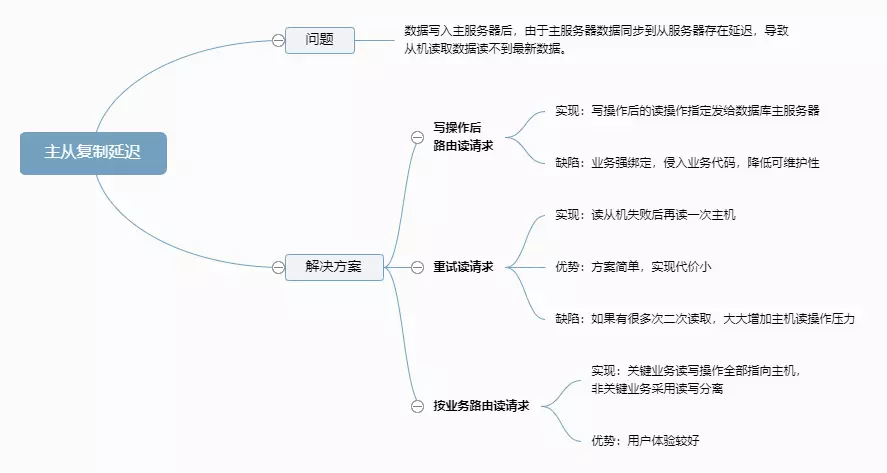 主从复制延迟
问题
数据写入主服务器后，由于主服务器数据同步到从服务器存在延迟，导致
从机读取数据读不到最新数据。
解决方案
写操作后
路由读请求
实现：写操作后的读操作指定发给数据库主服务器
缺陷：业务强绑定，侵入业务代码，降低可维护性
重试读请求
实现：读从机失败后再读一次主机
优势：方案简单，实现代价小
缺陷：如果有很多次二次读取，大大增加主机读操作压力
按业务路由读请求
实现：关键业务读写操作全部指向主机，
非关键业务采用读写分离
优势：用户体验较好